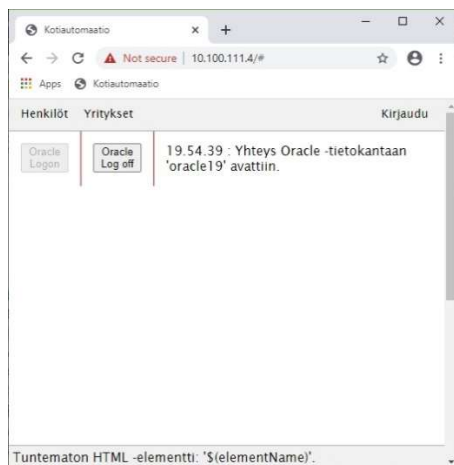 Kotiautomaatio
Not secure | 10.100.111.4/#
Apps Kotiautomaatio
Henkilöt Yritykset Kirjaudu
Oracle
Logon
Oracle
Log off
19.54.39 : Yhteys Oracle -tietokantaan
'oracle19' avattiin.
Tuntematon HTML -elementti: '$(elementName)'.